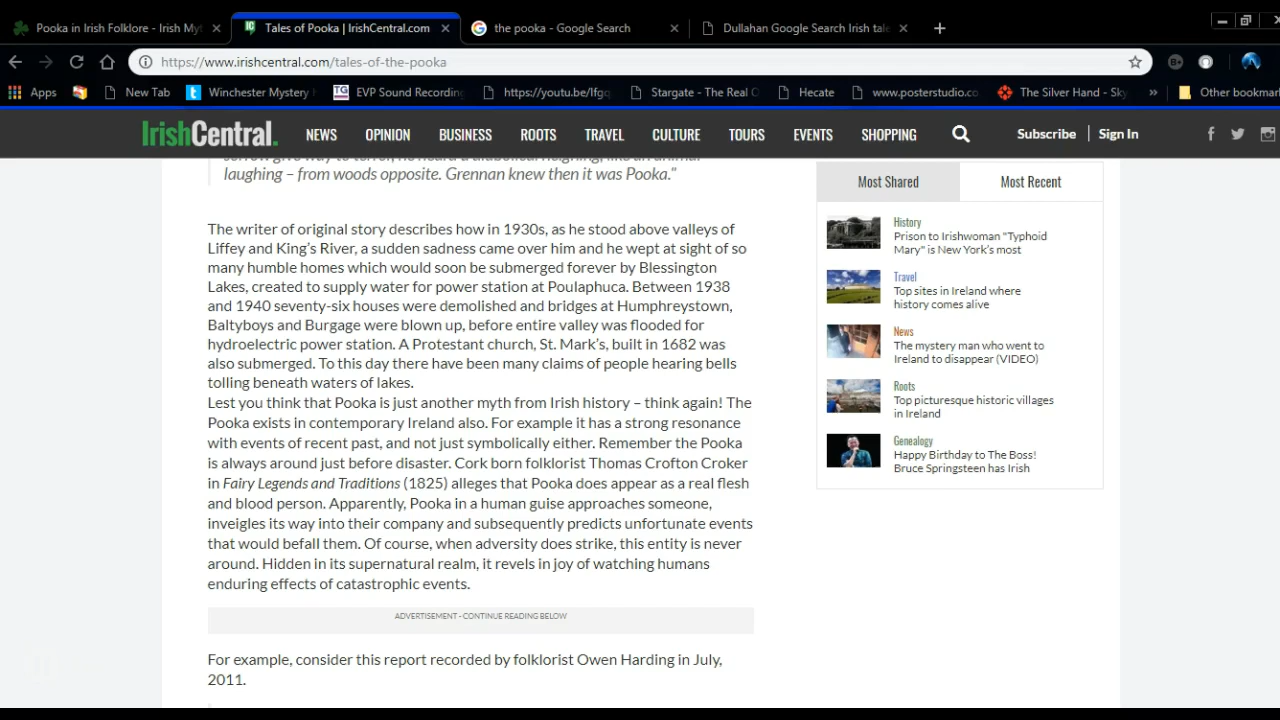 Pooka in Irish Folklore - Irish Myt
Tales of Pooka | IrishCentral.com
the pooka - Google Search
Dullahan Google Search Irish tale
https://www.irishcentral.com/tales-of-the-pooka
Apps
New Tab
Winchester Mystery
EVP Sound Recording
https://youtu.be/lfgq
Stargate - The Real O
Hecate
www.posterstudio.co
The Silver Hand - Sky
Other bookmark
IrishCentral.
NEWS
OPINION
BUSINESS
ROOTS
TRAVEL
CULTURE
TOURS
EVENTS
SHOPPING
Subscribe
Sign In
sorrow give way to terror, he heard a diabolical neighing, like an animal
laughing – from woods opposite. Grennan knew then it was Pooka.”
The writer of original story describes how in 1930s, as he stood above valleys of
Liffey and King’s River, a sudden sadness came over him and he wept at sight of so
many humble homes which would soon be submerged forever by Blessington
Lakes, created to supply water for power station at Poulaphuca. Between 1938
and 1940 seventy-six houses were demolished and bridges at Humphreystown,
Baltyboys and Burgage were blown up, before entire valley was flooded for
hydroelectric power station. A Protestant church, St. Mark’s, built in 1682 was
also submerged. To this day there have been many claims of people hearing bells
tolling beneath waters of lakes.
Lest you think that Pooka is just another myth from Irish history – think again! The
Pooka exists in contemporary Ireland also. For example it has a strong resonance
with events of recent past, and not just symbolically either. Remember the Pooka
is always around just before disaster. Cork born folklorist Thomas Crofton Croker
in Fairy Legends and Traditions (1825) alleges that Pooka does appear as a real flesh
and blood person. Apparently, Pooka in a human guise approaches someone,
inveigles its way into their company and subsequently predicts unfortunate events
that would befall them. Of course, when adversity does strike, this entity is never
around. Hidden in its supernatural realm, it revels in joy of watching humans
enduring effects of catastrophic events.
ADVERTISEMENT - CONTINUE READING BELOW
For example, consider this report recorded by folklorist Owen Harding in July,
2011.
Most Shared
Most Recent
History
Prison to Irishwoman "Typhoid
Mary" is New York's most
Travel
Top sites in Ireland where
history comes alive
News
The mystery man who went to
Ireland to disappear (VIDEO)
Roots
Top picturesque historic villages
in Ireland
Genealogy
Happy Birthday to The Boss!
Bruce Springsteen has Irish